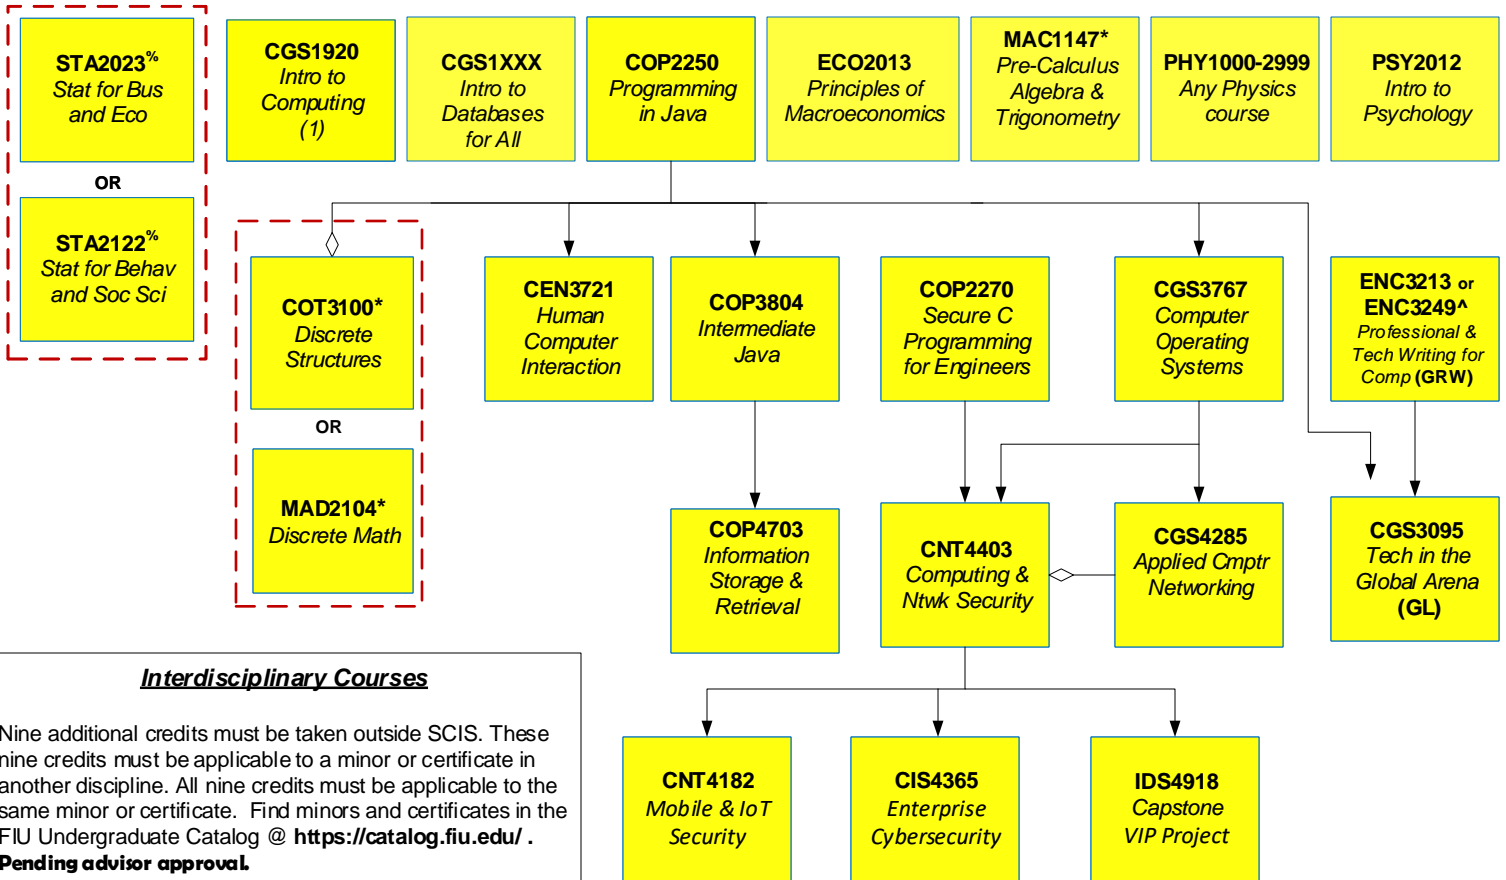 STA2023%
Stat for Bus
and Eco
OR
STA2122%
Stat for Behav
and Soc Sci
CGS1920
Intro to
Computing
(1)
CGS1XXX
Intro to
Databases
for All
COP2250
Programming
in Java
ECO2013
Principles of
Macroeconomics
MAC1147*
Pre-Calculus
Algebra &
Trigonometry
PHY1000-2999
Any Physics
course
PSY2012
Intro to
Psychology
COT3100*
Discrete
Structures
OR
MAD2104*
Discrete Math
CEN3721
Human
Computer
Interaction
COP3804
Intermediate
Java
COP2270
Secure C
Programming
for Engineers
CGS3767
Computer
Operating
Systems
ENC3213 or
ENC3249^
Professional &
Tech Writing for
Comp (GRW)
COP4703
Information
Storage &
Retrieval
CNT4403
Computing &
Ntwk Security
CGS4285
Applied Cmptr
Networking
CGS3095
Tech in the
Global Arena
(GL)
Interdisciplinary Courses
Nine additional credits must be taken outside SCIS. These
nine credits must be applicable to a minor or certificate in
another discipline. All nine credits must be applicable to the
same minor or certificate. Find minors and certificates in the
FIU Undergraduate Catalog @ https://catalog.fiu.edu/ .
Pending advisor approval.
CNT4182
Mobile & IoT
Security
CIS4365
Enterprise
Cybersecurity
IDS4918
Capstone
VIP Project